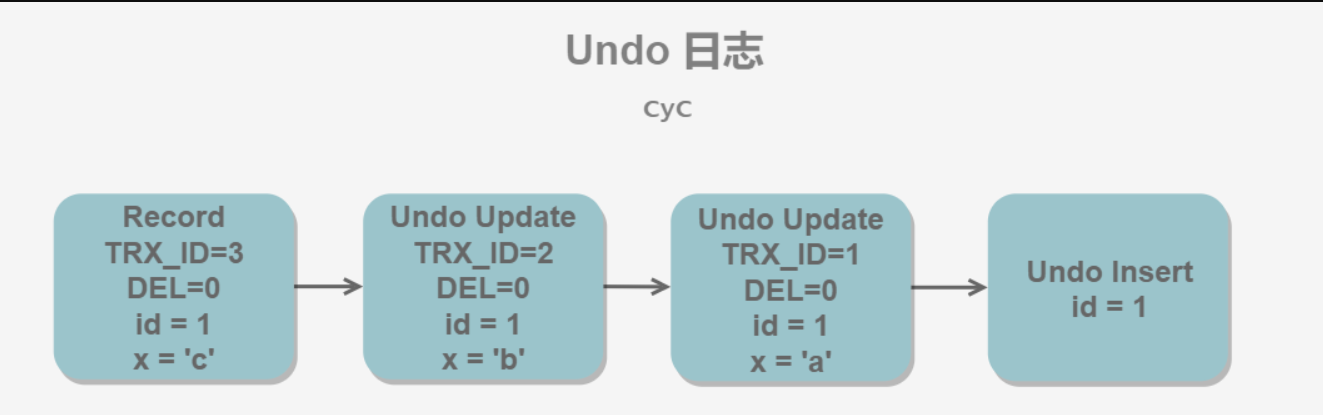 Undo 日志
CyC
Record
TRX_ID=3
DEL=0
id = 1
x = 'c'
Undo Update
TRX_ID=2
DEL=0
id = 1
x = 'b'
Undo Update
TRX_ID=1
DEL=0
id = 1
x = 'a'
Undo Insert
id = 1